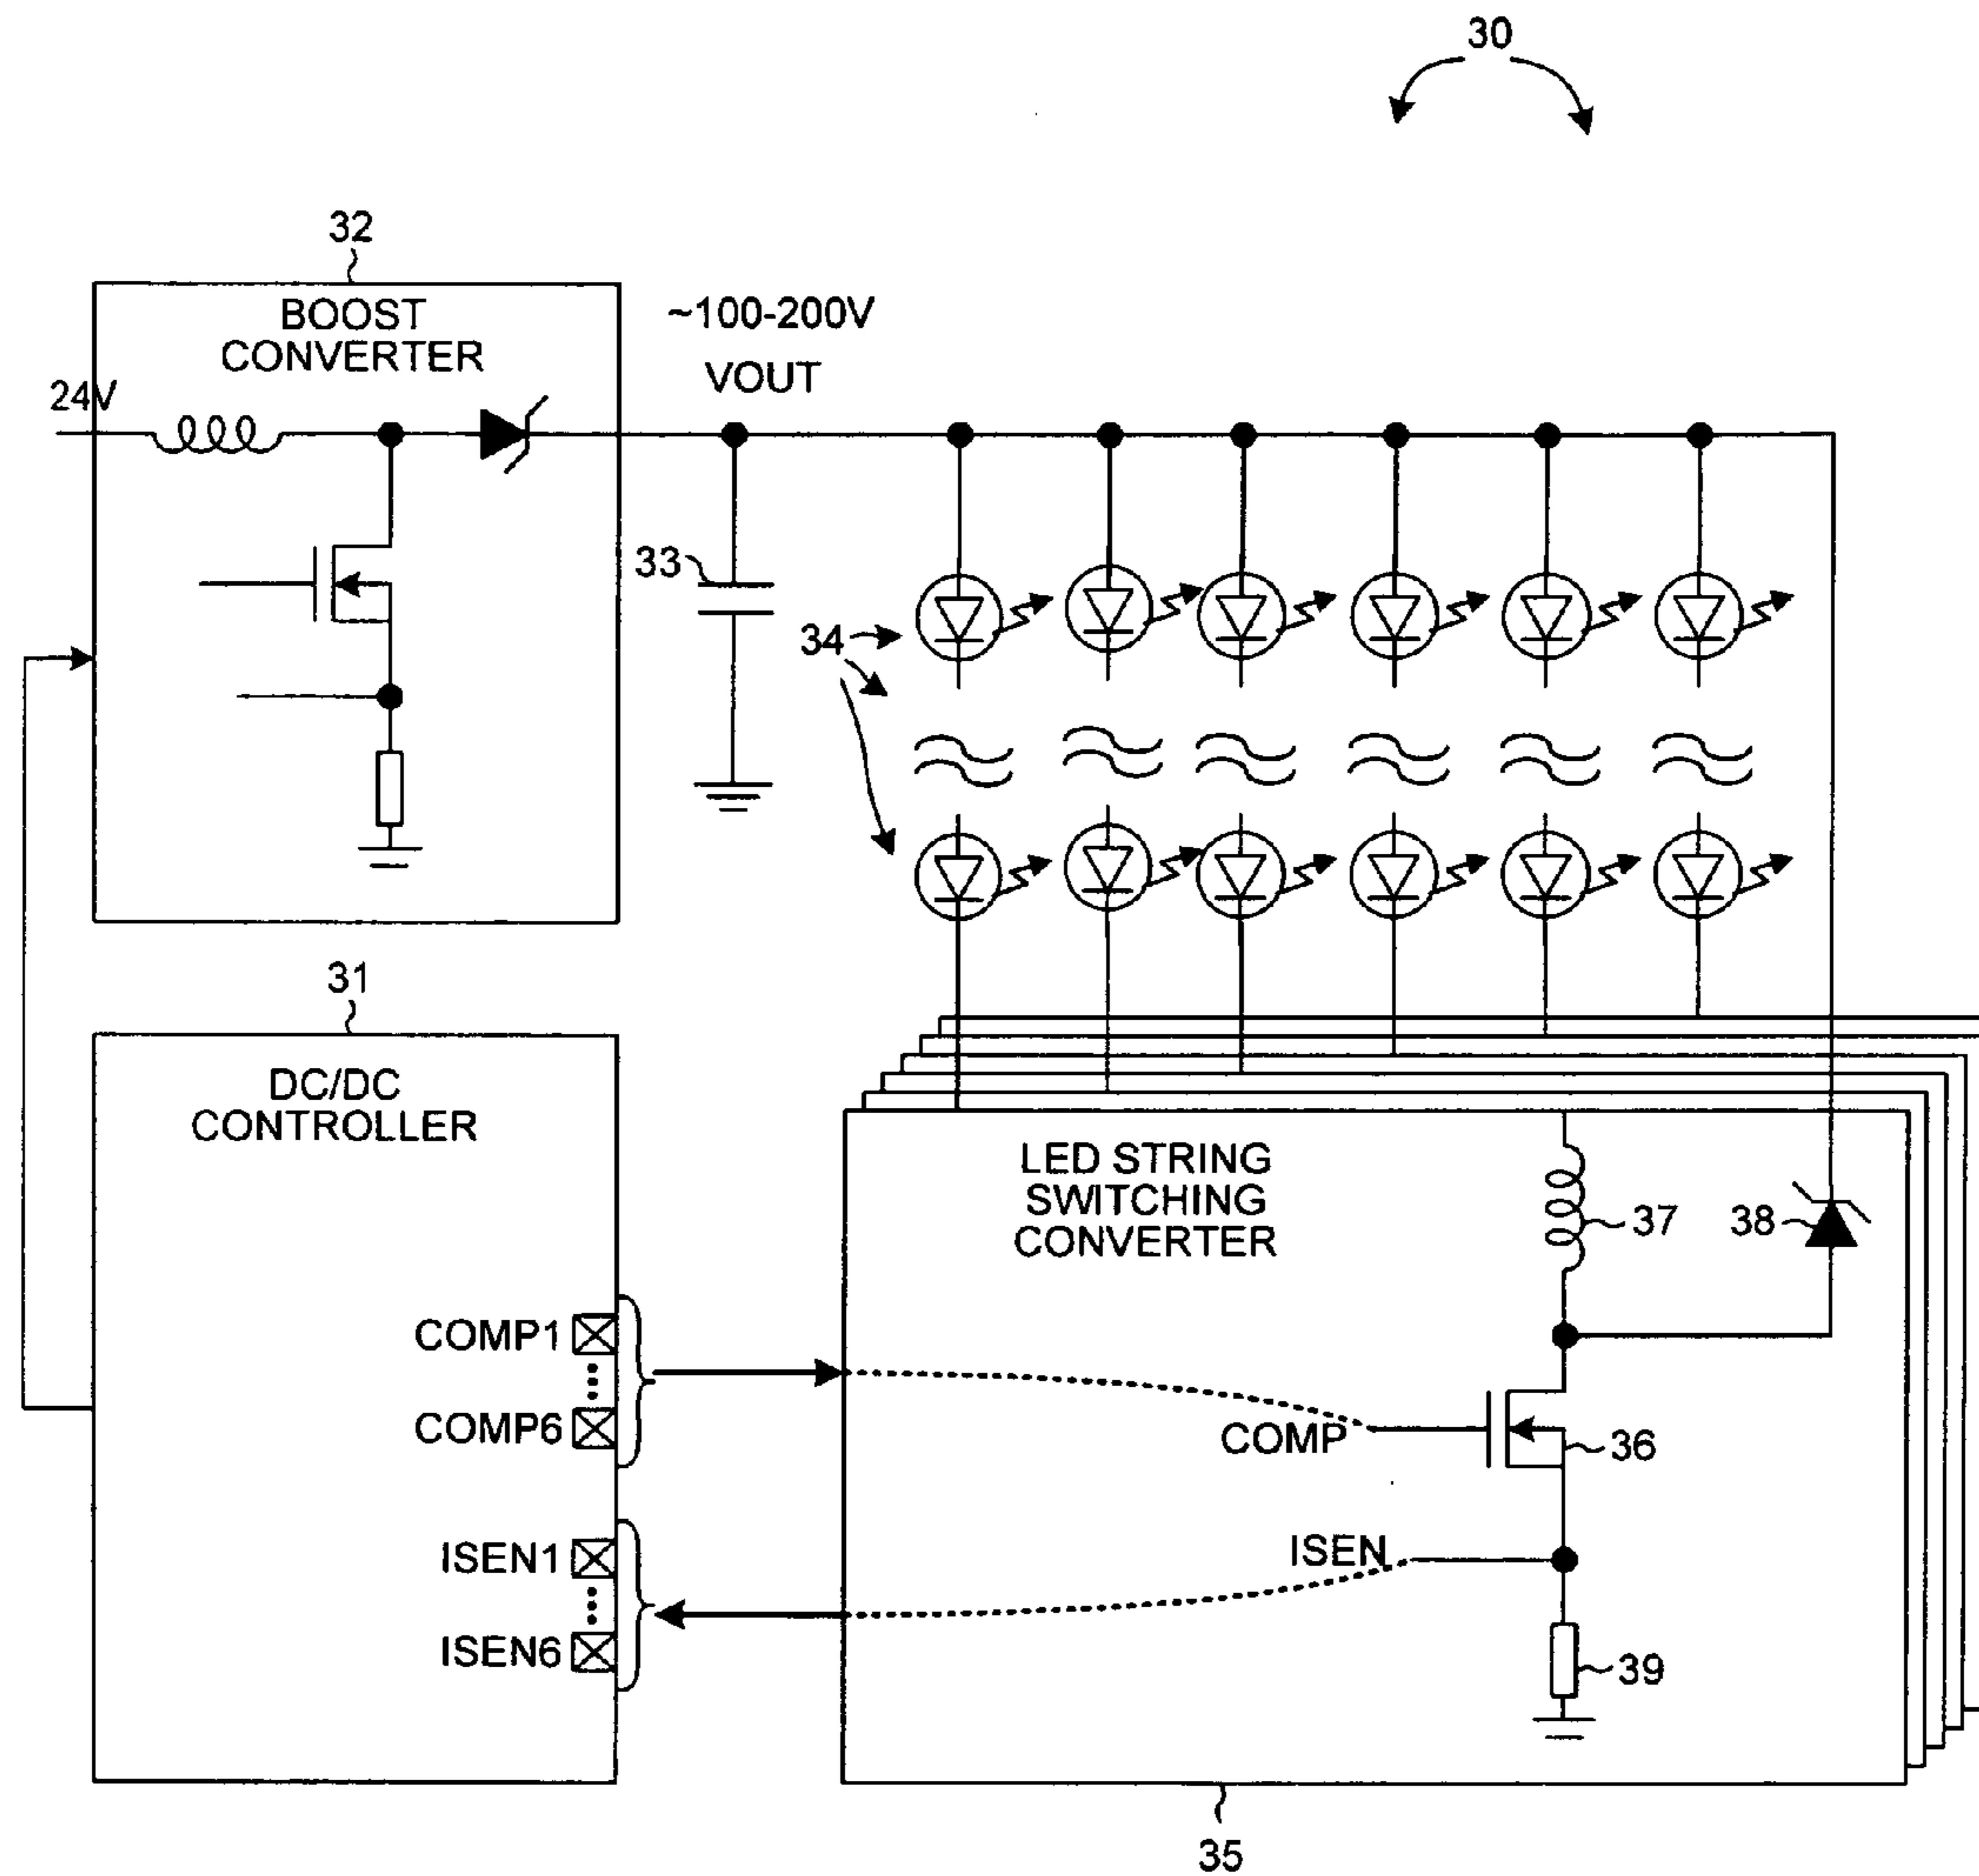 30
32
BOOST
CONVERTER
~100-200V
VOUT
24V
33
34
31
DC/DC
CONTROLLER
LED STRING
SWITCHING
CONVERTER
37
38
COMP1
COMP6
COMP
36
ISEN1
ISEN
ISEN6
39
35